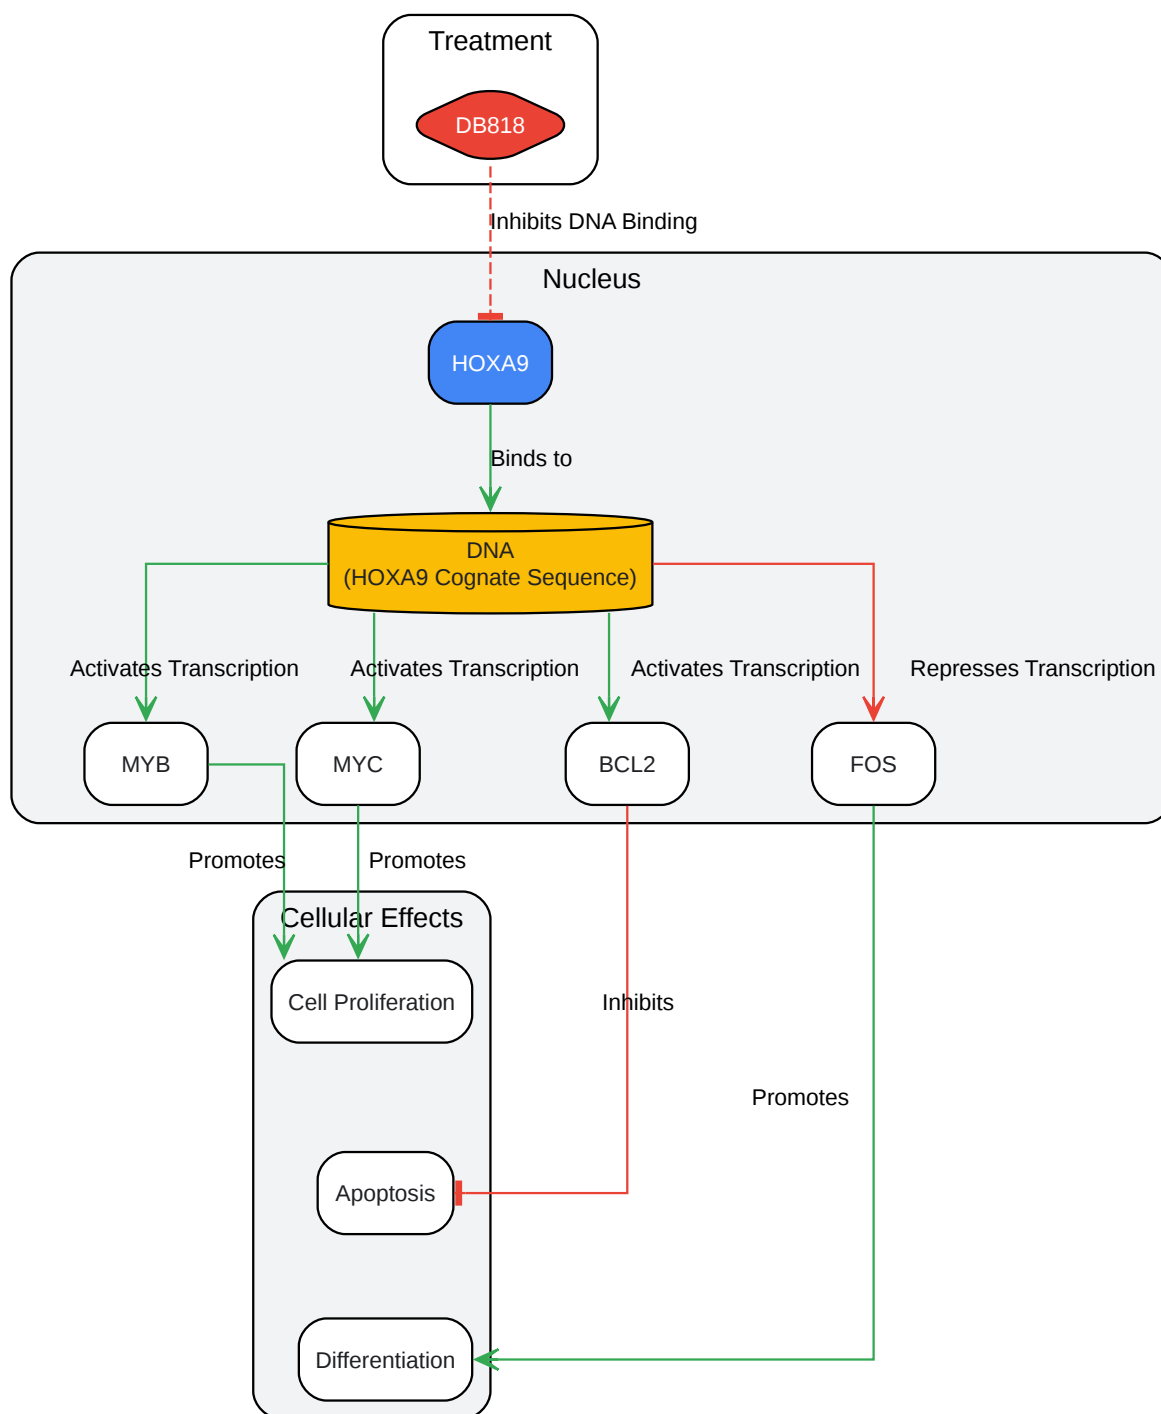 Treatment
DB818
Inhibits DNA Binding
Nucleus
HOXA9
Binds to
DNA
(HOXA9 Cognate Sequence)
Activates Transcription
Activates Transcription
Activates Transcription
Represses Transcription
MYB
MYC
BCL2
FOS
Promotes
Promotes
Cellular Effects
Cell Proliferation
Inhibits
Promotes
Apoptosis
Differentiation